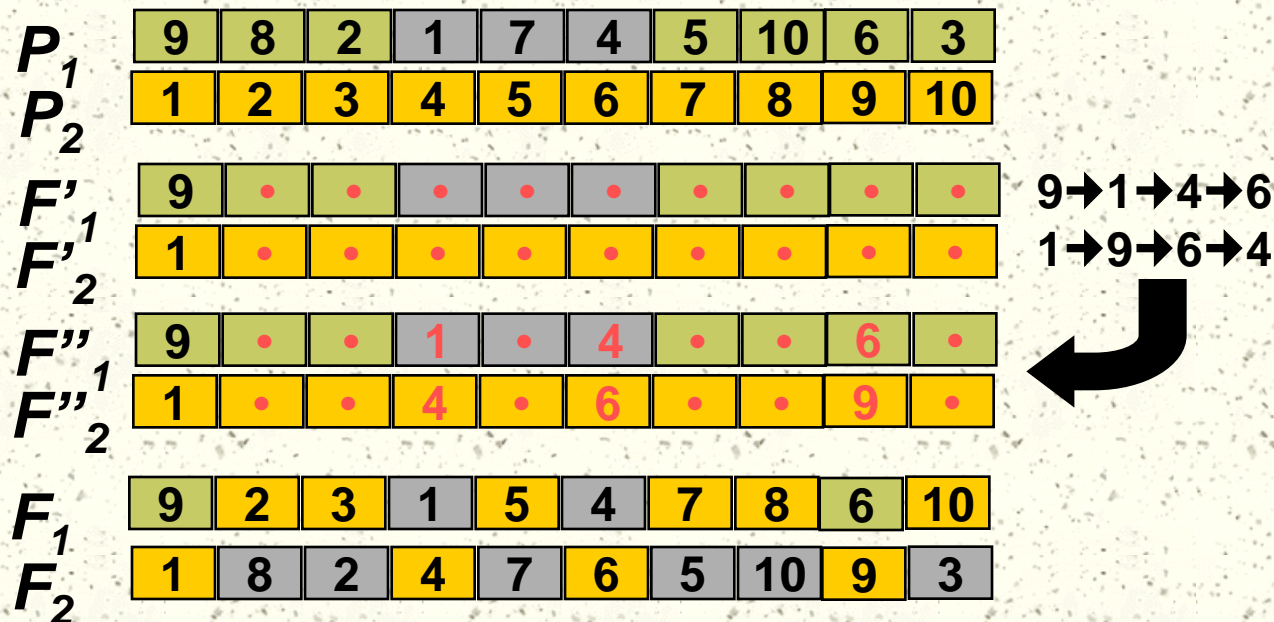 P1 9 8 2 1 7 4 5 10 6 3
P2 1 2 3 4 5 6 7 8 9 10
F’1 9 • • • • • • • • • 9→1→4→6
F’2 1 • • • • • • • • • 1→9→6→4
F”1 9 • • 1 • 4 • • 6 •
F”2 1 • • 4 • 6 • • 9 •
F1 9 2 3 1 5 4 7 8 6 10
F2 1 8 2 4 7 6 5 10 9 3